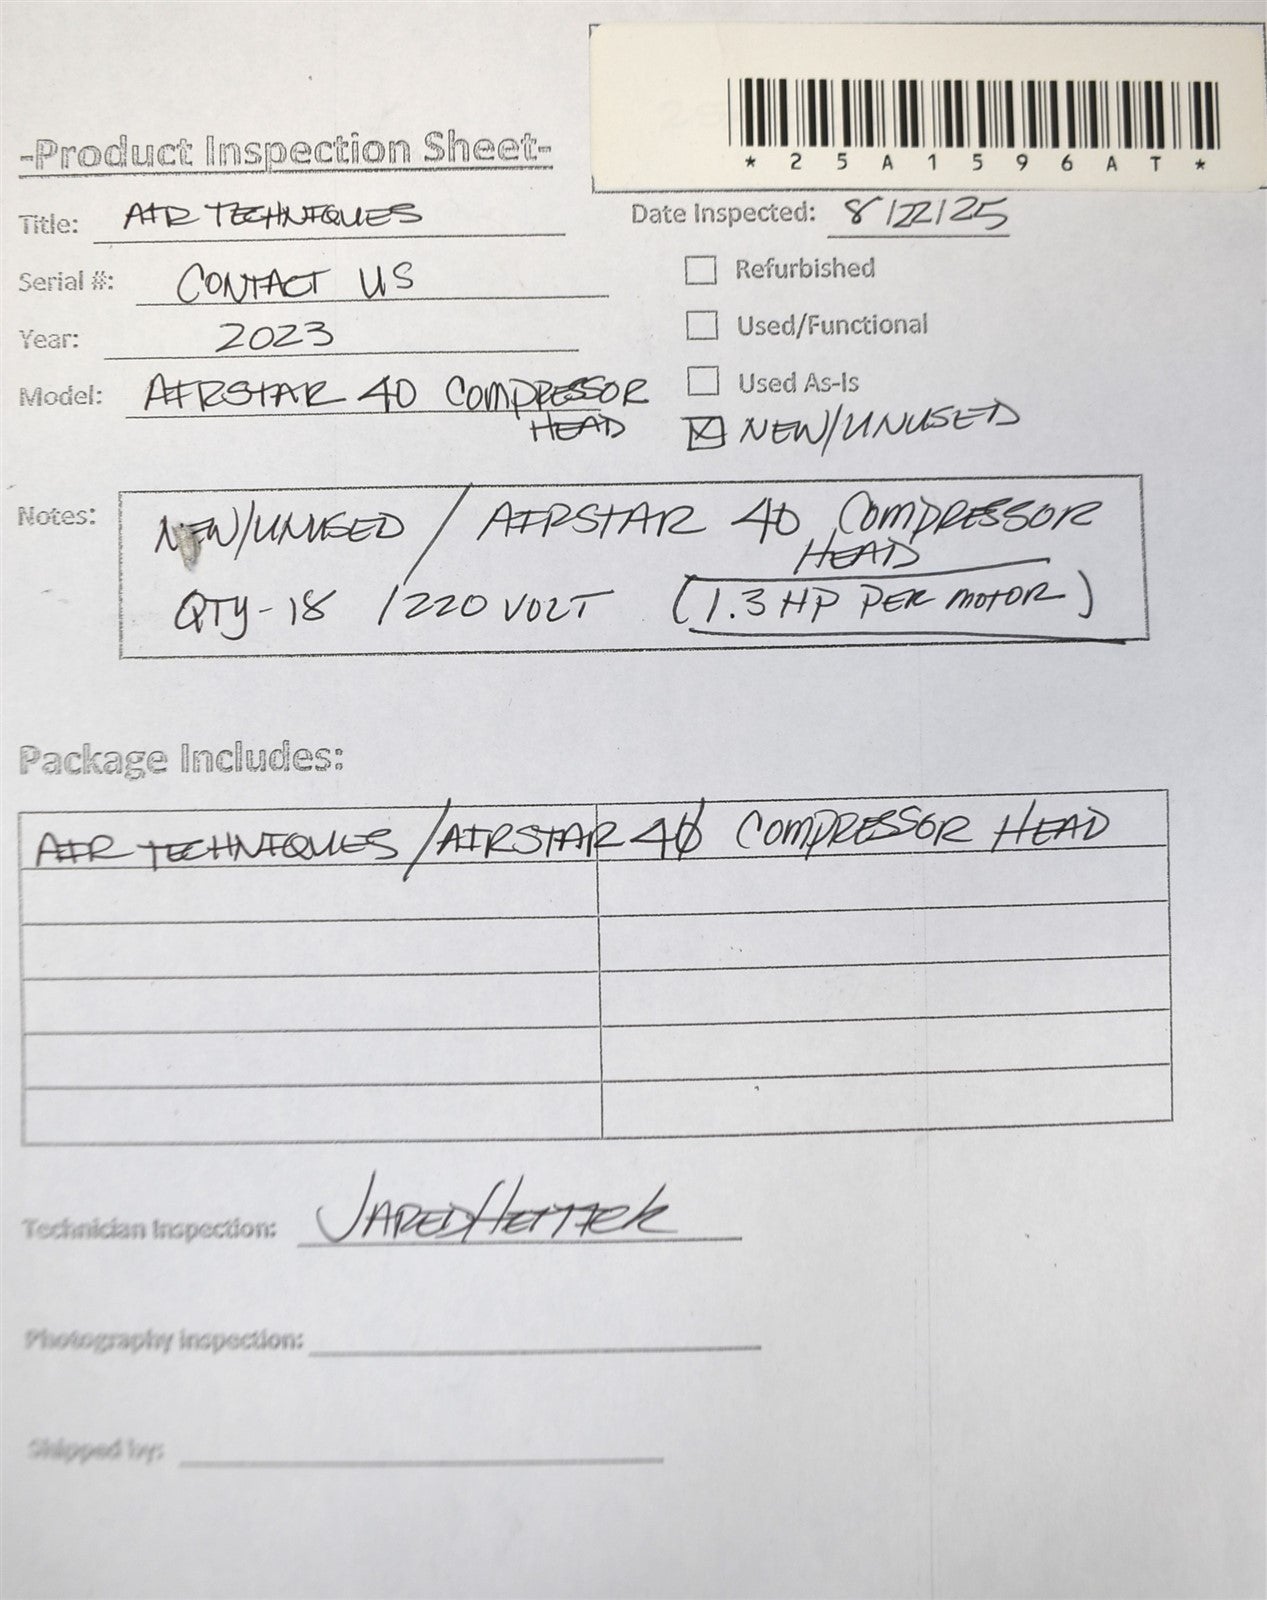 *25A1596AT*
-Product Inspection Sheet-
Title: AIR TECHNIQUES
Date Inspected: 8/22/25
Serial #: CONTACT US
Refurbished
Year: 2023
Used/Functional
Model: AIRSTAR 40 COMPRESSOR
HEAD
Used As-Is
NEW/UNUSED
Notes: NEW/UNUSED / AIRSTAR 40 COMPRESSOR
HEAD
QTY-18 /220 VOLT (1.3 HP PER MOTOR)
Package Includes:
AIR TECHNIQUES /AIRSTAR 40 COMPRESSOR HEAD
Technician Inspection: JARED
Photography inspection:
Shipped by: